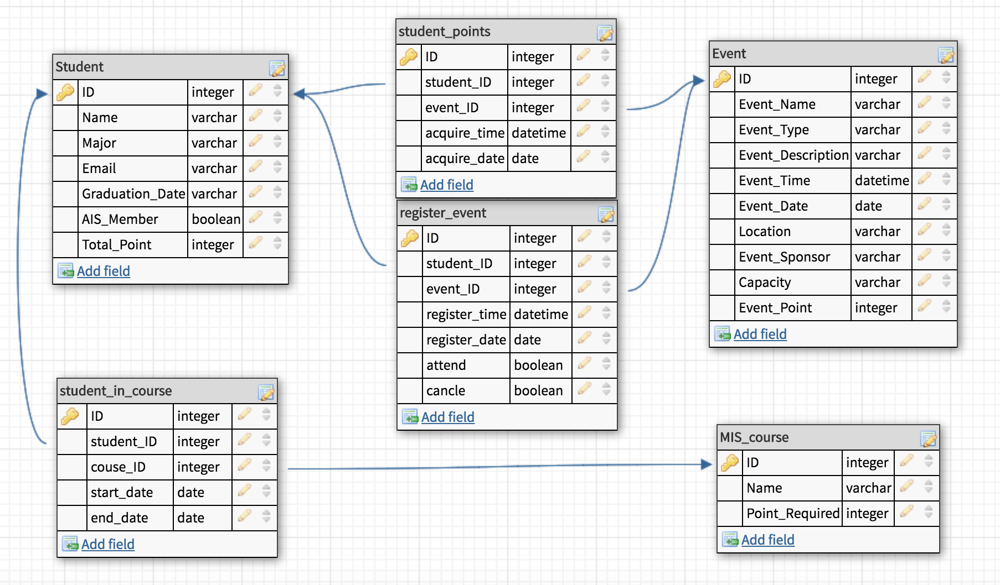 Student
ID integer
Name varchar
Major varchar
Email varchar
Graduation_Date varchar
AIS_Member boolean
Total_Point integer
Add field
student_points
ID integer
student_ID integer
event_ID integer
acquire_time datetime
acquire_date date
Add field
register_event
ID integer
student_ID integer
event_ID integer
register_time datetime
register_date date
attend boolean
cancle boolean
Add field
Event
ID integer
Event_Name varchar
Event_Type varchar
Event_Description varchar
Event_Time datetime
Event_Date date
Location varchar
Event_Sponsor varchar
Capacity varchar
Event_Point integer
Add field
student_in_course
ID integer
student_ID integer
couse_ID integer
start_date date
end_date date
Add field
MIS_course
ID integer
Name varchar
Point_Required integer
Add field